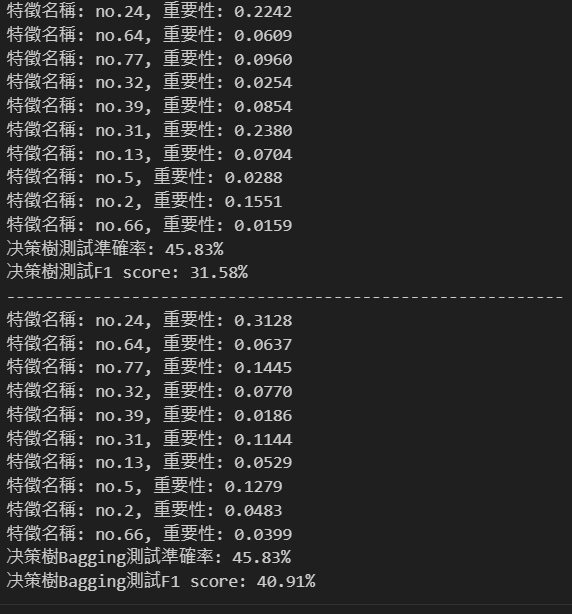 特徵名稱: no.24, 重要性: 0.2242
特徵名稱: no.64, 重要性: 0.0609
特徵名稱: no.77, 重要性: 0.0960
特徵名稱: no.32, 重要性: 0.0254
特徵名稱: no.39, 重要性: 0.0854
特徵名稱: no.31, 重要性: 0.2380
特徵名稱: no.13, 重要性: 0.0704
特徵名稱: no.5, 重要性: 0.0288
特徵名稱: no.2, 重要性: 0.1551
特徵名稱: no.66, 重要性: 0.0159
決策樹測試準確率: 45.83%
決策樹測試F1 score: 31.58%
------------------------------------------------------------
特徵名稱: no.24, 重要性: 0.3128
特徵名稱: no.64, 重要性: 0.0637
特徵名稱: no.77, 重要性: 0.1445
特徵名稱: no.32, 重要性: 0.0770
特徵名稱: no.39, 重要性: 0.0186
特徵名稱: no.31, 重要性: 0.1144
特徵名稱: no.13, 重要性: 0.0529
特徵名稱: no.5, 重要性: 0.1279
特徵名稱: no.2, 重要性: 0.0483
特徵名稱: no.66, 重要性: 0.0399
決策樹Bagging測試準確率: 45.83%
決策樹Bagging測試F1 score: 40.91%